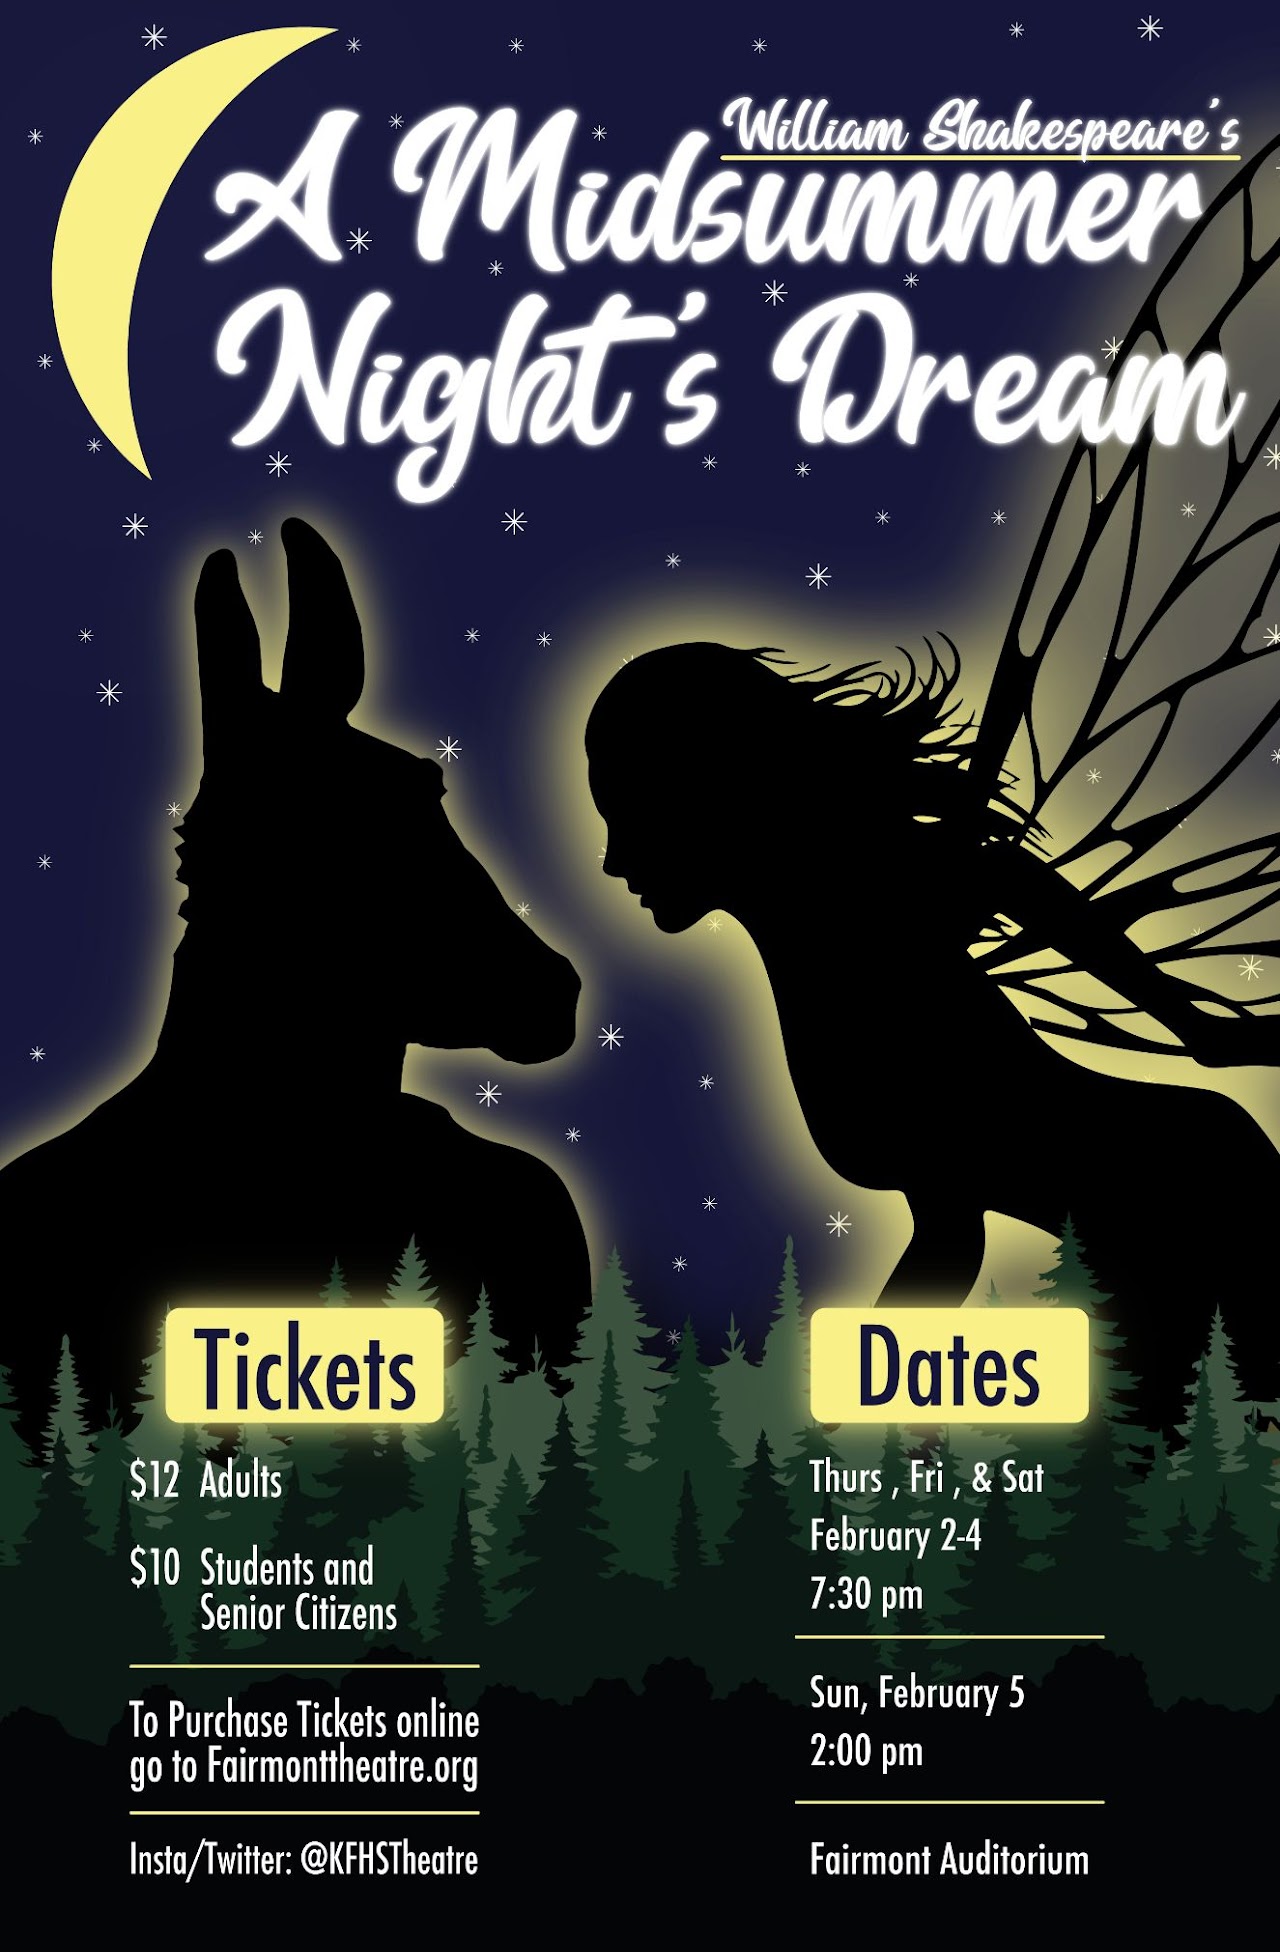 William Shakespeare's
A Midsummer
Night's Dream
Tickets
$12 Adults
$10 Students and
Senior Citizens
To Purchase Tickets online
go to Fairmonttheatre.org
Insta/Twitter: @KFHSTheatre
Dates
Thurs , Fri , & Sat
February 2-4
7:30 pm
Sun, February 5
2:00 pm
Fairmont Auditorium